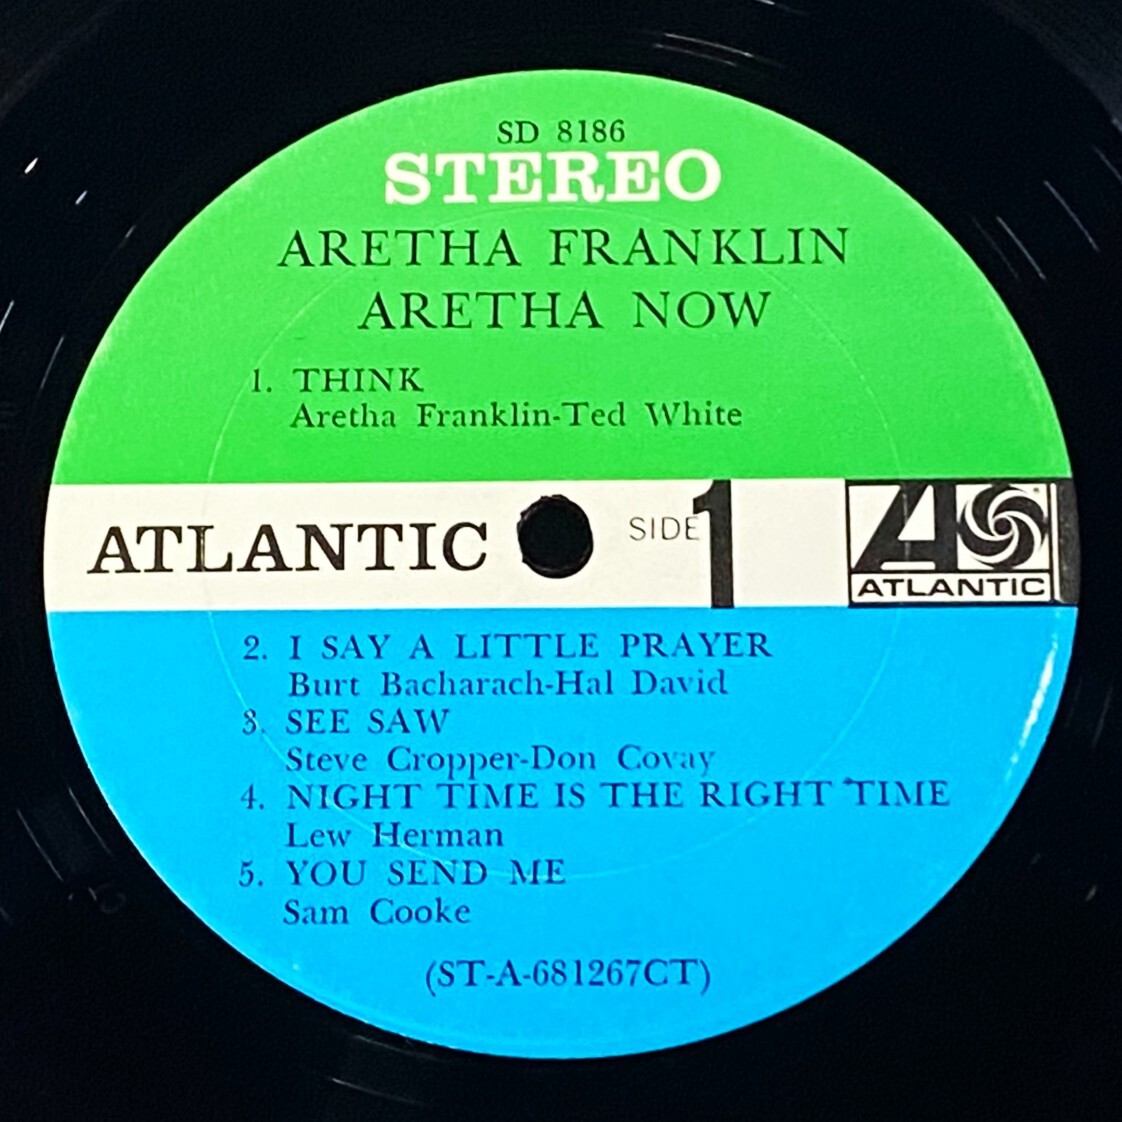 SD 8186
STEREO
ARETHA FRANKLIN
ARETHA NOW
1. THINK
Aretha Franklin-Ted White
ATLANTIC
SIDE 1
A
ATLANTIC
2. I SAY A LITTLE PRAYER
Burt Bacharach-Hal David
3. SEE SAW
Steve Cropper-Don Covay
4. NIGHT TIME IS THE RIGHT TIME
Lew Herman
5. YOU SEND ME
Sam Cooke
(ST-A-681267CT)